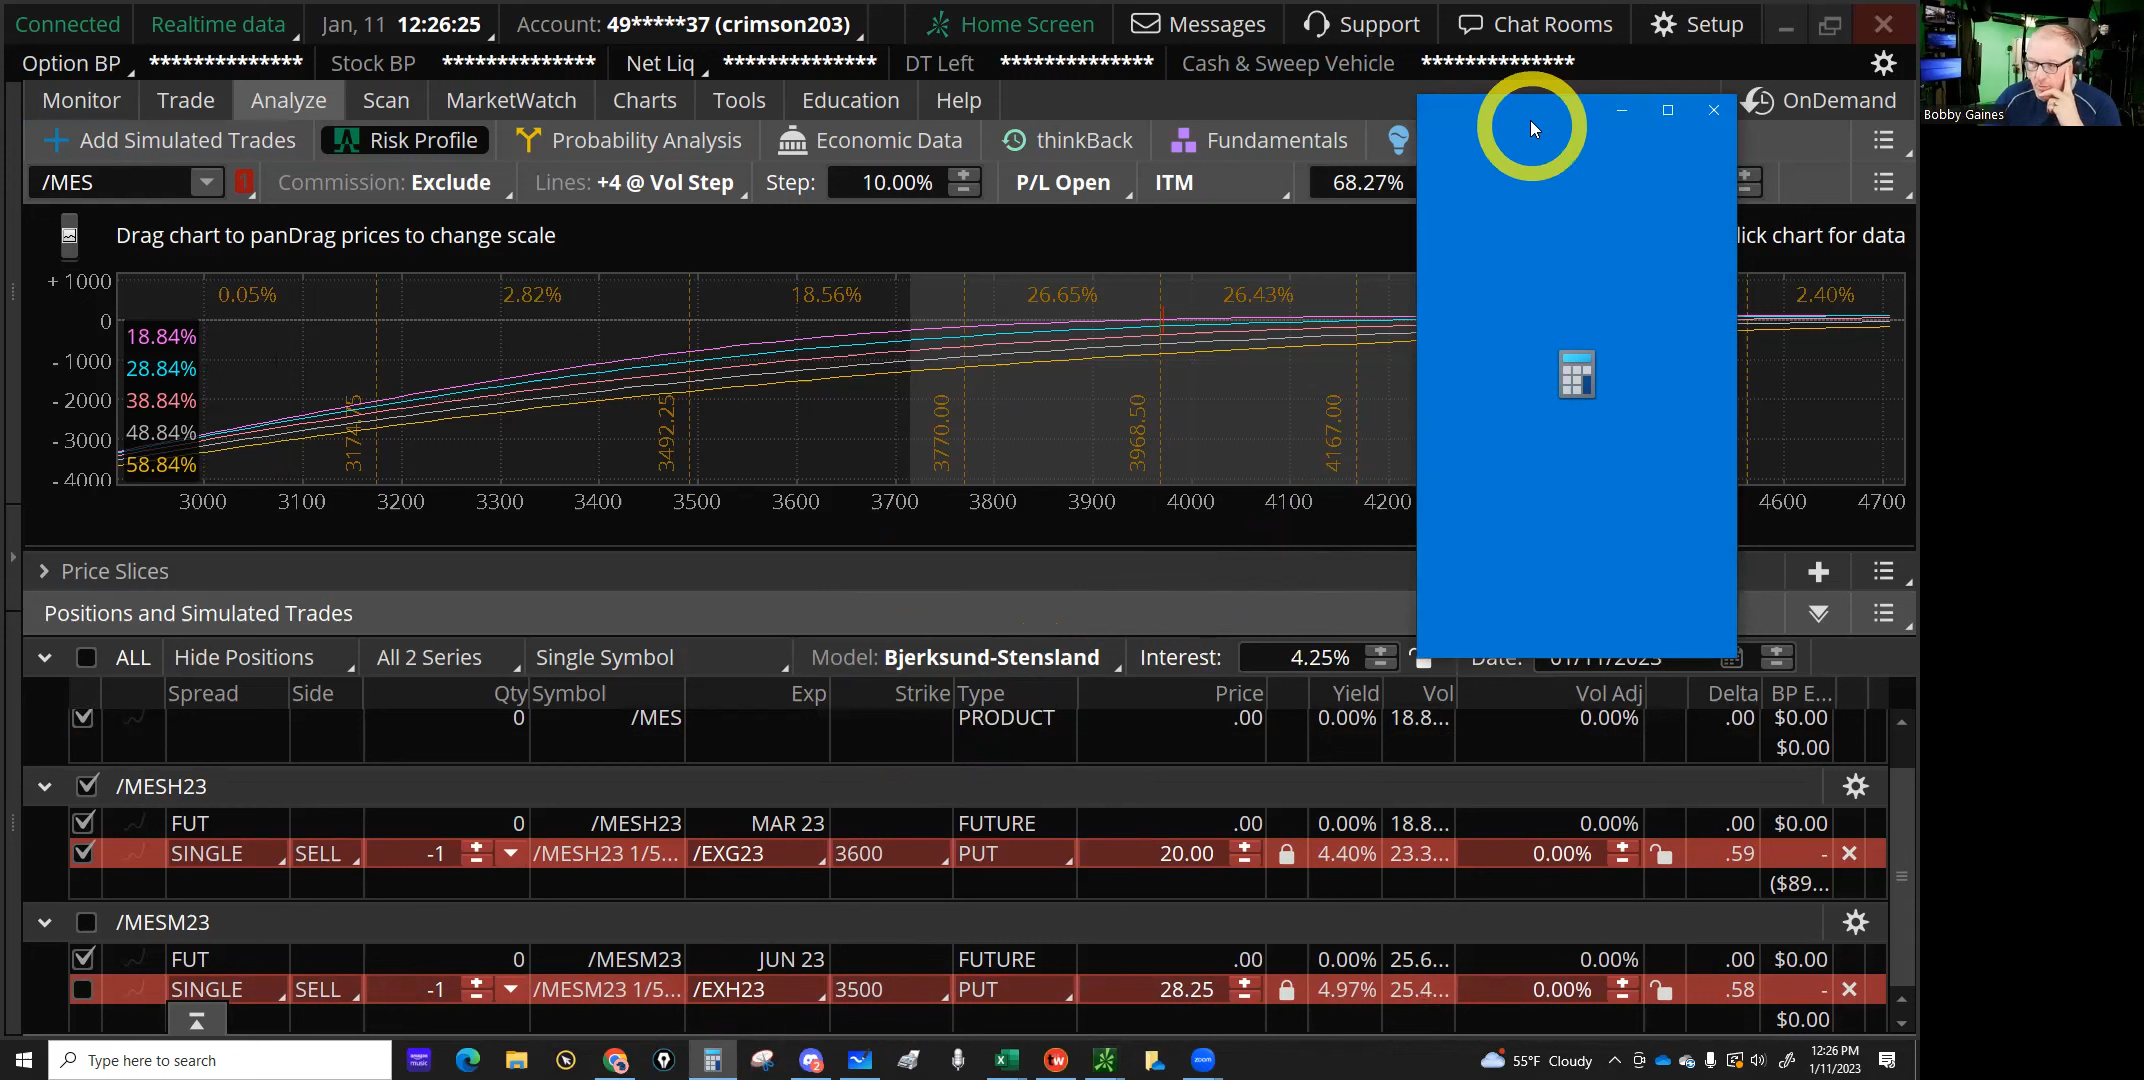 Connected Realtime data Jan, 11 12:26:25 Account: 49*****37 (crimson203) Home Screen Messages Support Chat Rooms Setup
Option BP ************** Stock BP ************** Net Liq ************** DT Left ************** Cash & Sweep Vehicle **************
Monitor Trade Analyze Scan MarketWatch Charts Tools Education Help OnDemand
Bobby Gaines
Add Simulated Trades Risk Profile Probability Analysis Economic Data thinkBack Fundamentals
/MES 1 Commission: Exclude Lines: +4 @ Vol Step Step: 10.00% P/L Open ITM 68.27%
Drag chart to panDrag prices to change scale lick chart for data
+ 1000 0.05% 2.82% 18.56% 26.65% 26.43% 2.40%
0
18.84%
- 1000
28.84%
- 2000 38.84%
- 3000 48.84%
58.84%
- 4000
3492.25 3770.00 3968.50 4167.00
3000 3100 3200 3300 3400 3500 3600 3700 3800 3900 4000 4100 4200 4600 4700
Price Slices
Positions and Simulated Trades
ALL Hide Positions All 2 Series Single Symbol Model: Bjerksund-Stensland Interest: 4.25% Date: 01/11/2023
Spread Side Qty Symbol Exp Strike Type Price Yield Vol Vol Adj Delta BP E...
0 /MES PRODUCT .00 0.00% 18.8... 0.00% .00 $0.00
$0.00
/MESH23
FUT 0 /MESH23 MAR 23 FUTURE .00 0.00% 18.8... 0.00% .00 $0.00
SINGLE SELL -1 /MESH23 1/5... /EXG23 3600 PUT 20.00 4.40% 23.3... 0.00% .59 -
($89...
/MESM23
FUT 0 /MESM23 JUN 23 FUTURE .00 0.00% 25.6... 0.00% .00 $0.00
SINGLE SELL -1 /MESM23 1/5... /EXH23 3500 PUT 28.25 4.97% 25.4... 0.00% .58 -
$0.00
Type here to search 55°F Cloudy 12:26 PM
1/11/2023